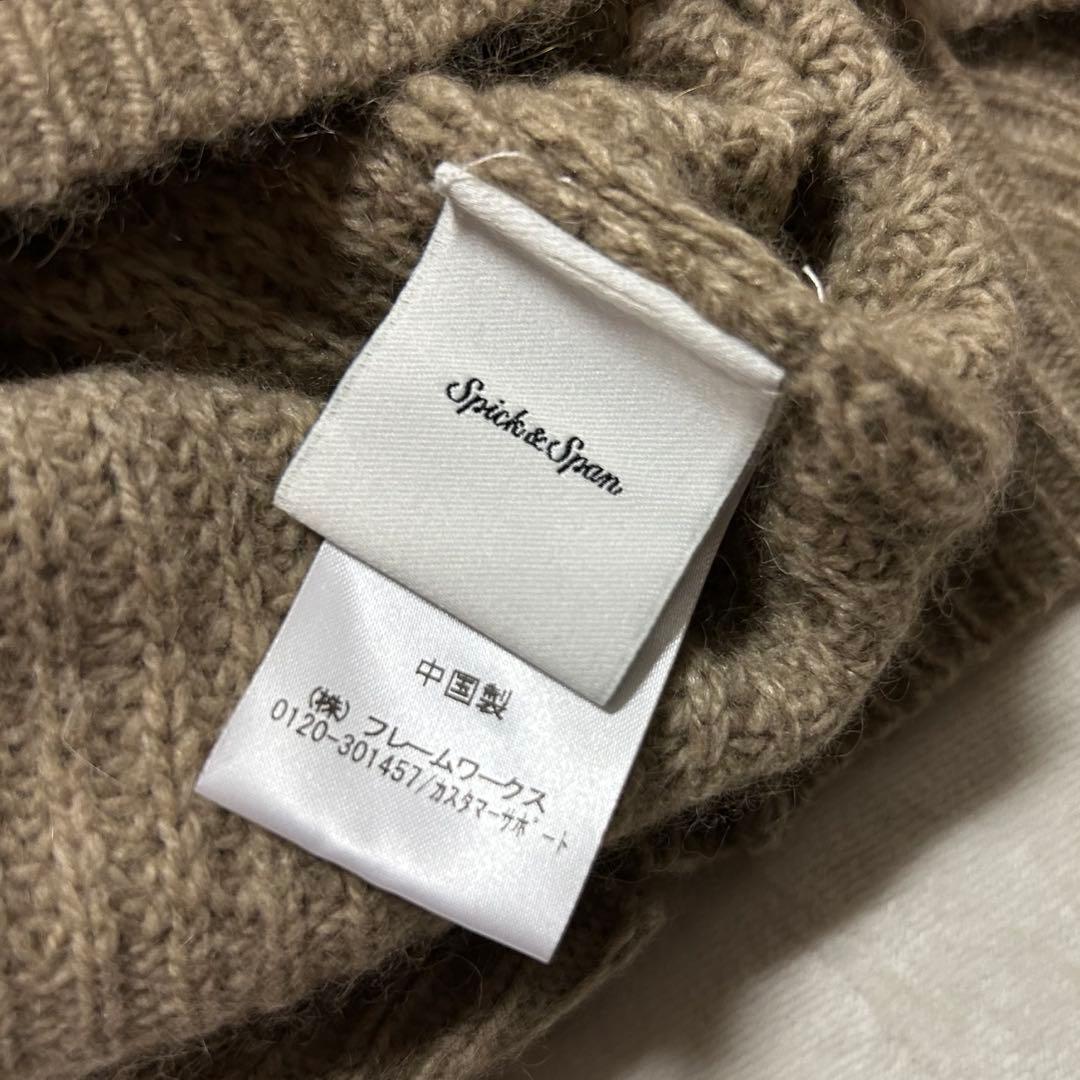 Spick&Span
中国製
(株)フレームワークス
0120-301457/カスタマーサポート